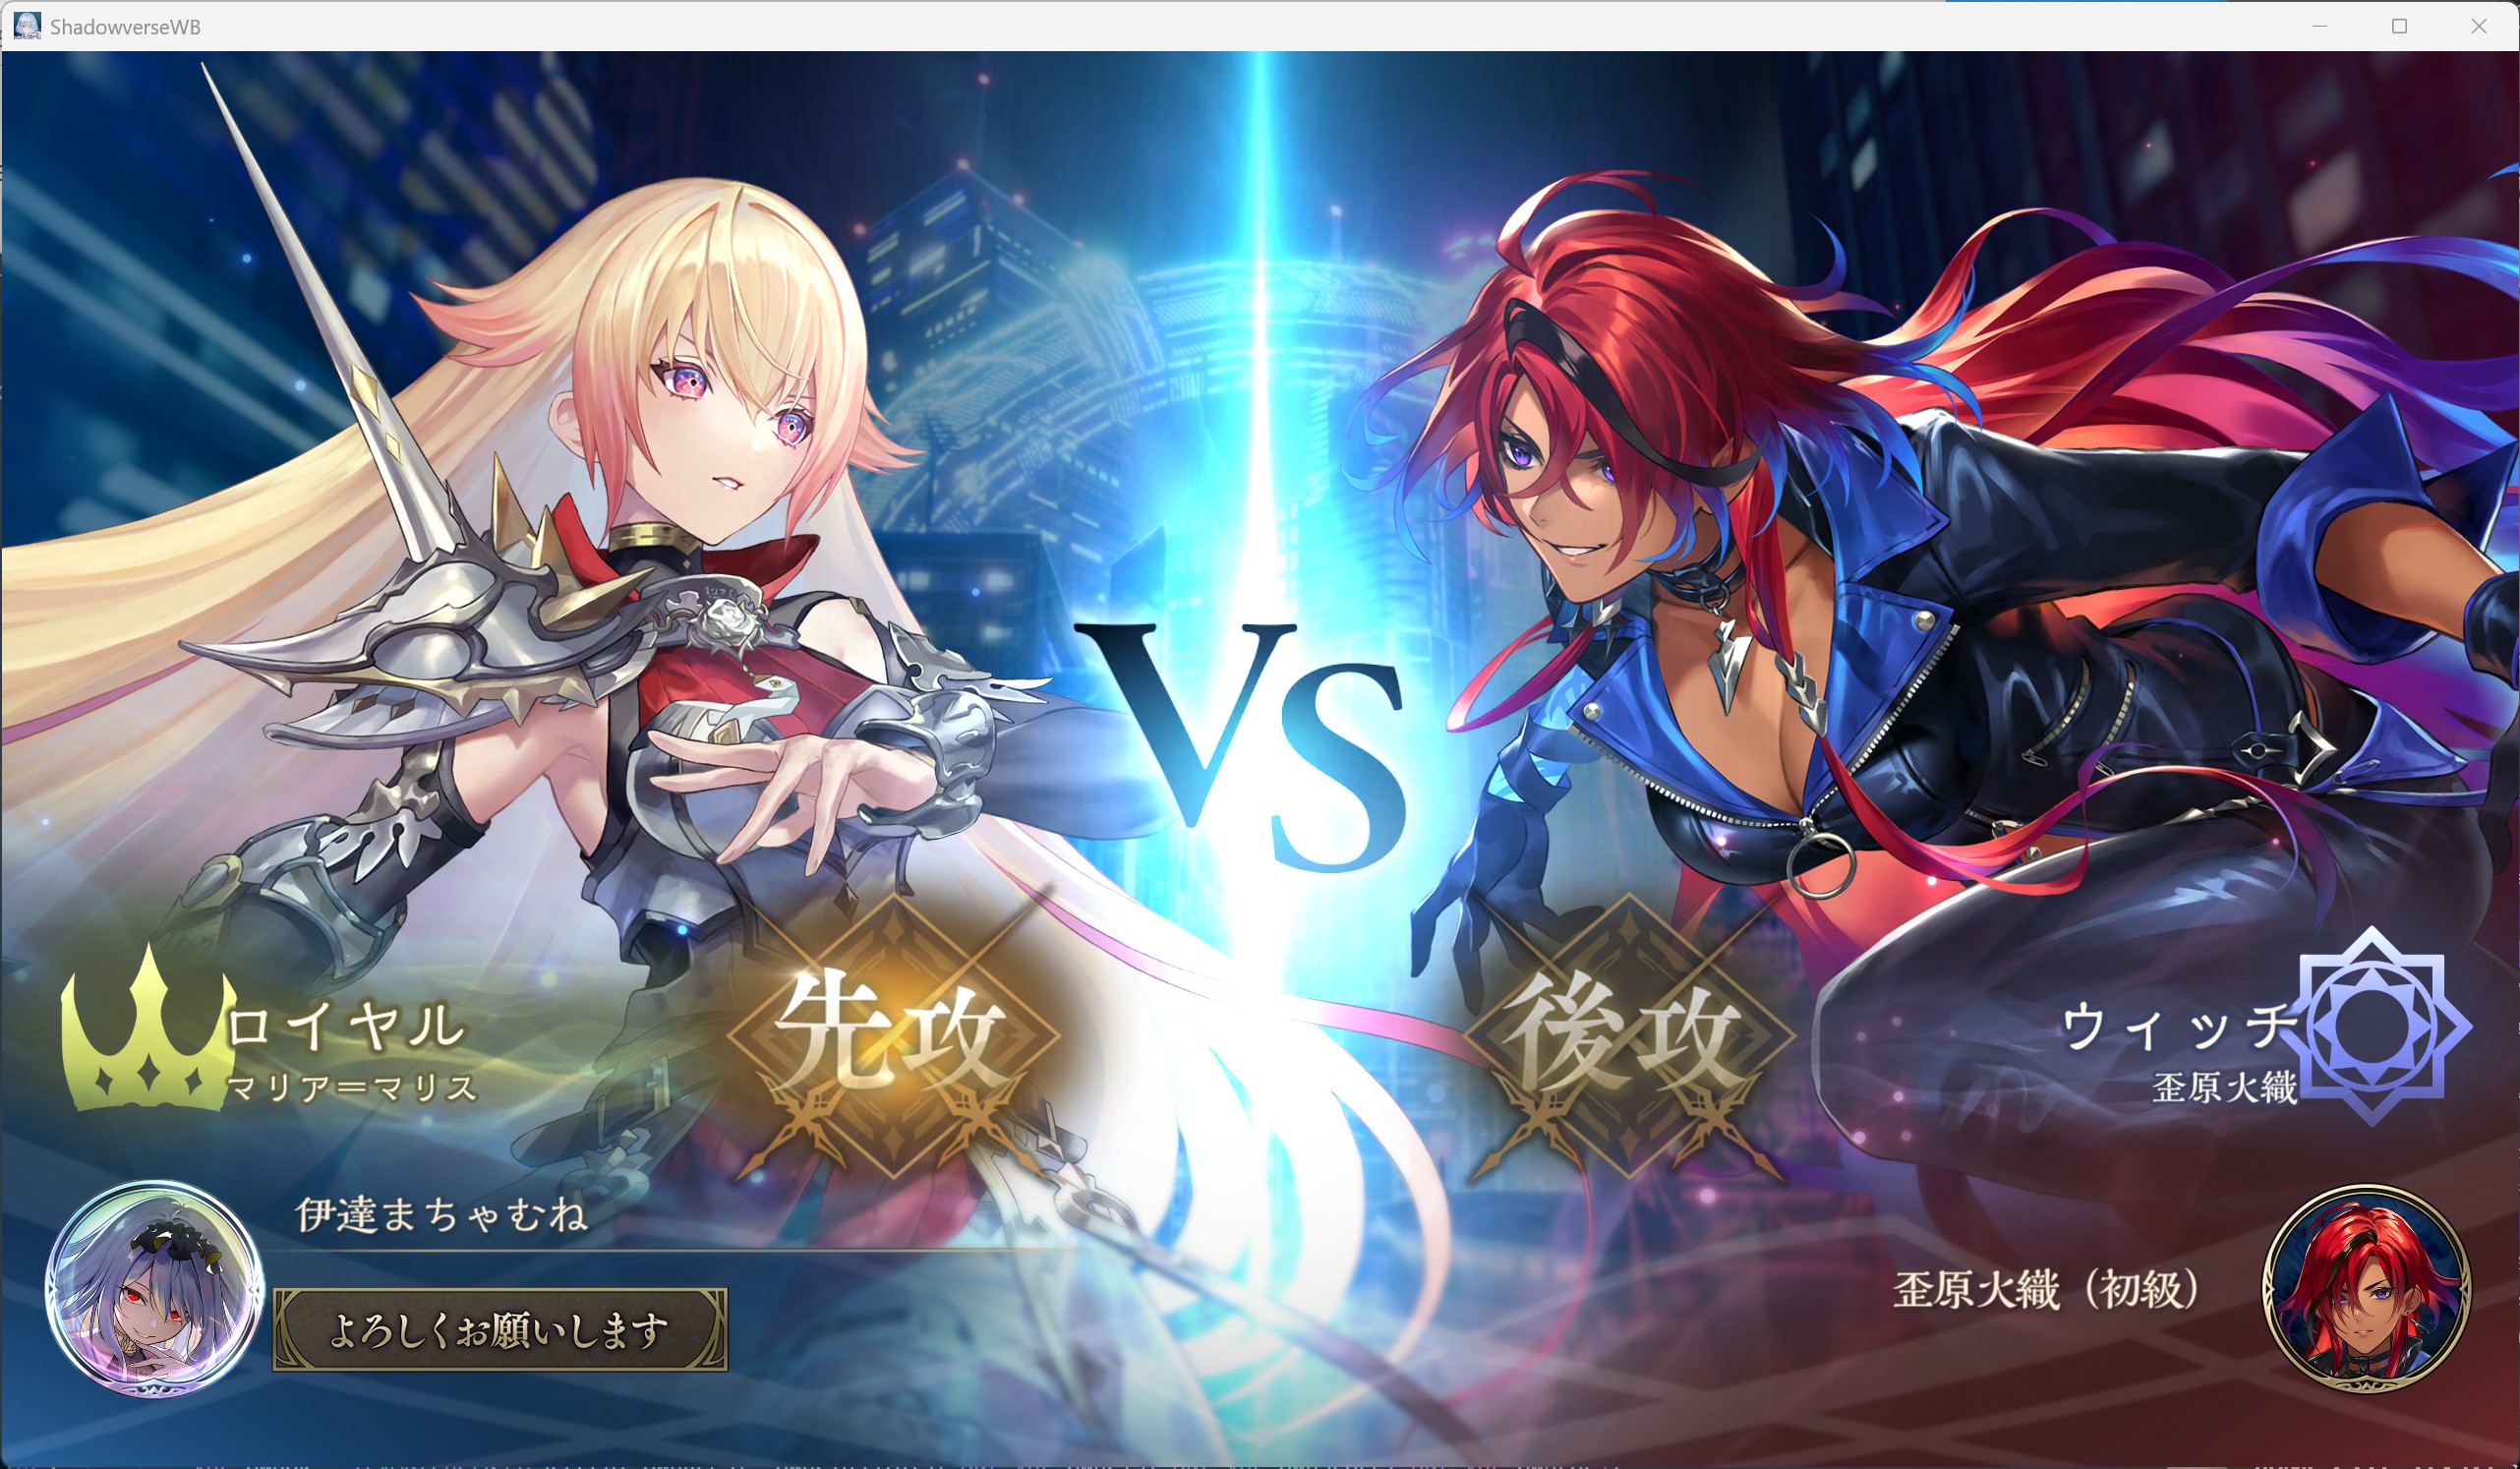 ShadowverseWB
VS
先攻
後攻
ロイヤル
マリア＝マリス
ウィッチ
歪原火織
伊達まちゃむね
よろしくお願いします
歪原火織（初級）